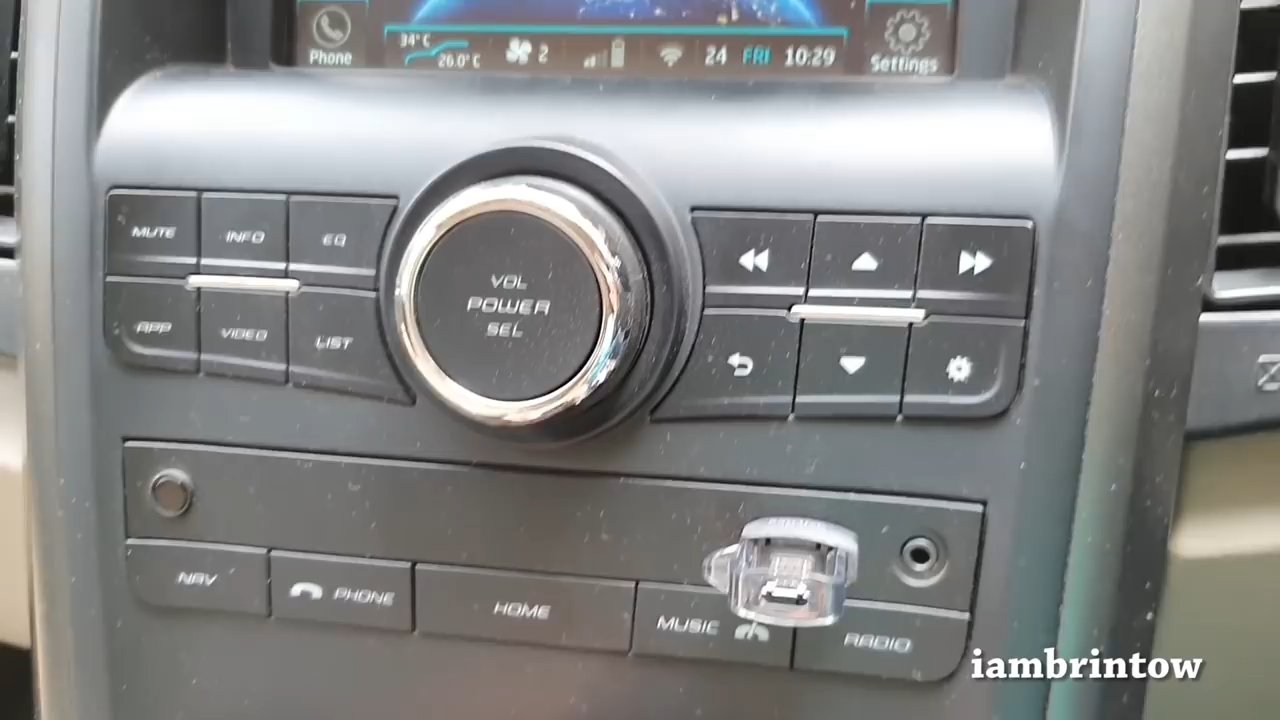 Phone
34°C
26.0°C
2
24 FRI 10:29
Settings
MUTE INFO EQ
APP VIDEO LIST
VOL
POWER
SEL
NAV PHONE HOME MUSIC RADIO
iambrintow